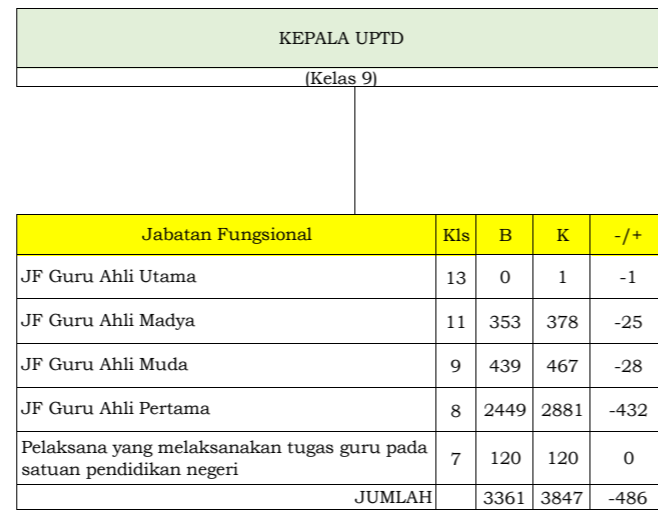 KEPALA UPTD
(Kelas 9)
Jabatan Fungsional Kls B K -/+
JF Guru Ahli Utama 13 0 1 -1
JF Guru Ahli Madya 11 353 378 -25
JF Guru Ahli Muda 9 439 467 -28
JF Guru Ahli Pertama 8 2449 2881 -432
Pelaksana yang melaksanakan tugas guru pada
satuan pendidikan negeri 7 120 120 0
JUMLAH 3361 3847 -486